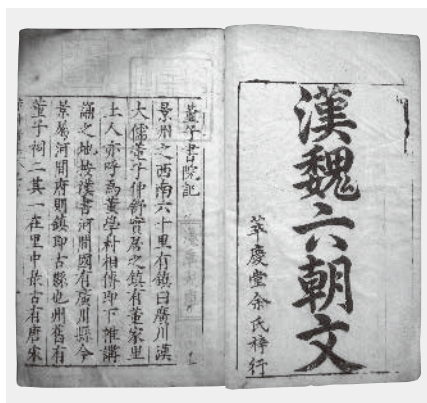 漢魏六朝文
萃慶堂余氏梓行
董子書院記
景州之西南六十里有鎮曰廣川漢
大儒董子仲舒實居之鎮有董家里
土人亦呼為董學村相傳即下帷講
誦之地按漢書河間國有廣川縣今
景屬河間府則鎮即古縣也州舊有
董子祠二其一在里中最古有唐宋